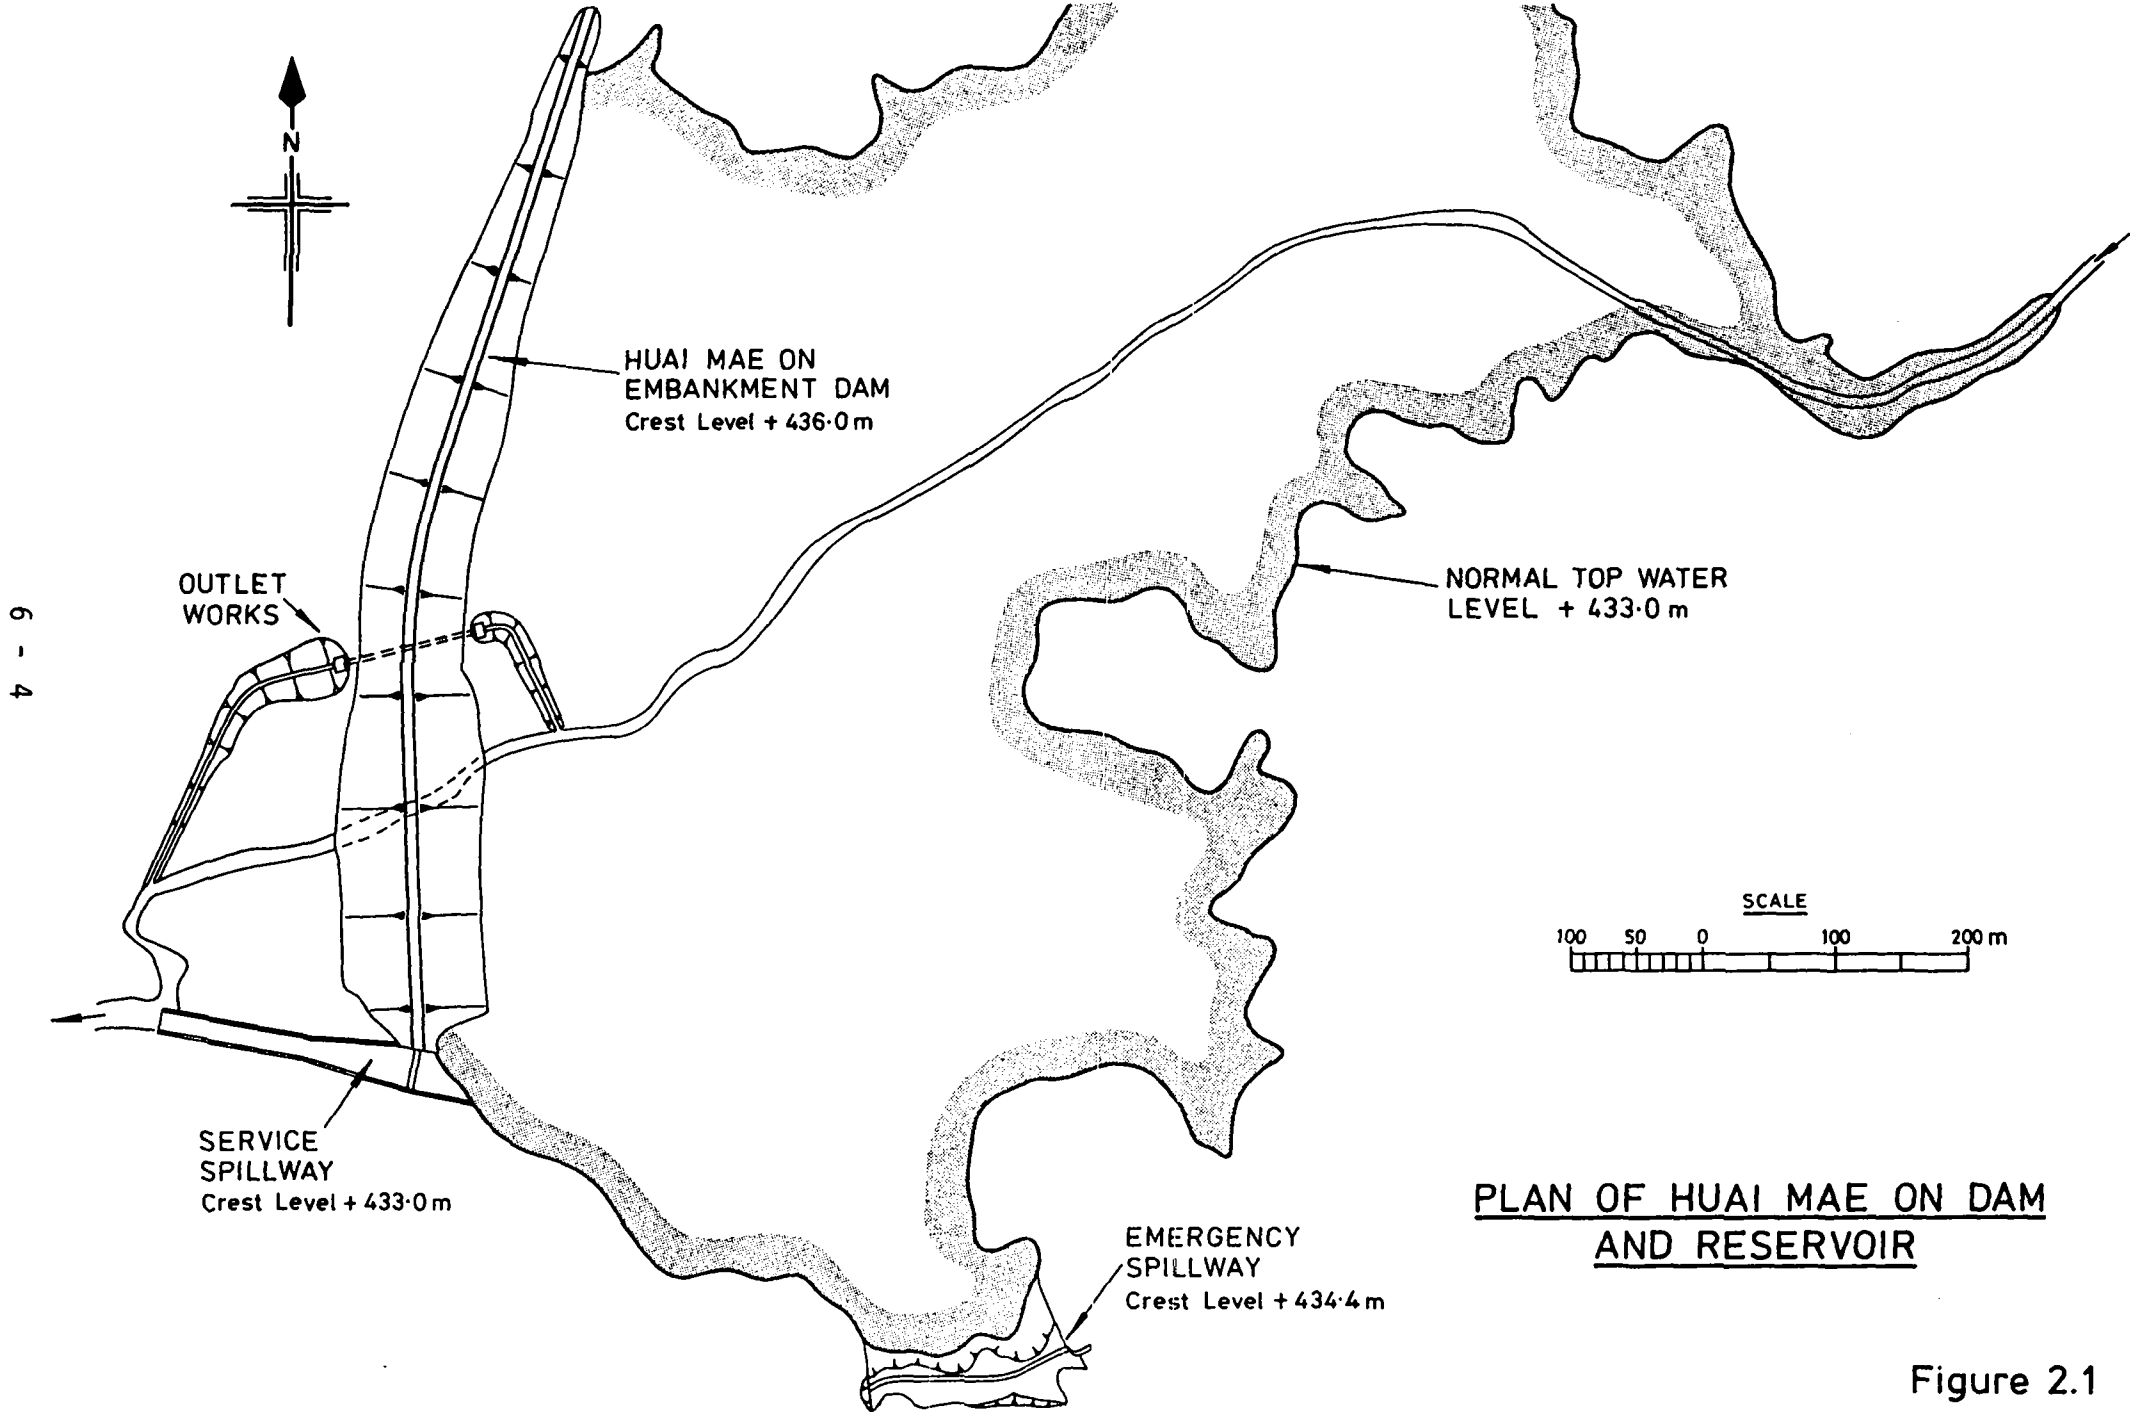 N
HUAI MAE ON
EMBANKMENT DAM
Crest Level + 436·0 m
OUTLET
WORKS
NORMAL TOP WATER
LEVEL + 433·0 m
6 - 4
SCALE
100 50 0 100 200 m
SERVICE
SPILLWAY
Crest Level + 433·0 m
EMERGENCY
SPILLWAY
Crest Level + 434·4 m
PLAN OF HUAI MAE ON DAM
AND RESERVOIR
Figure 2.1